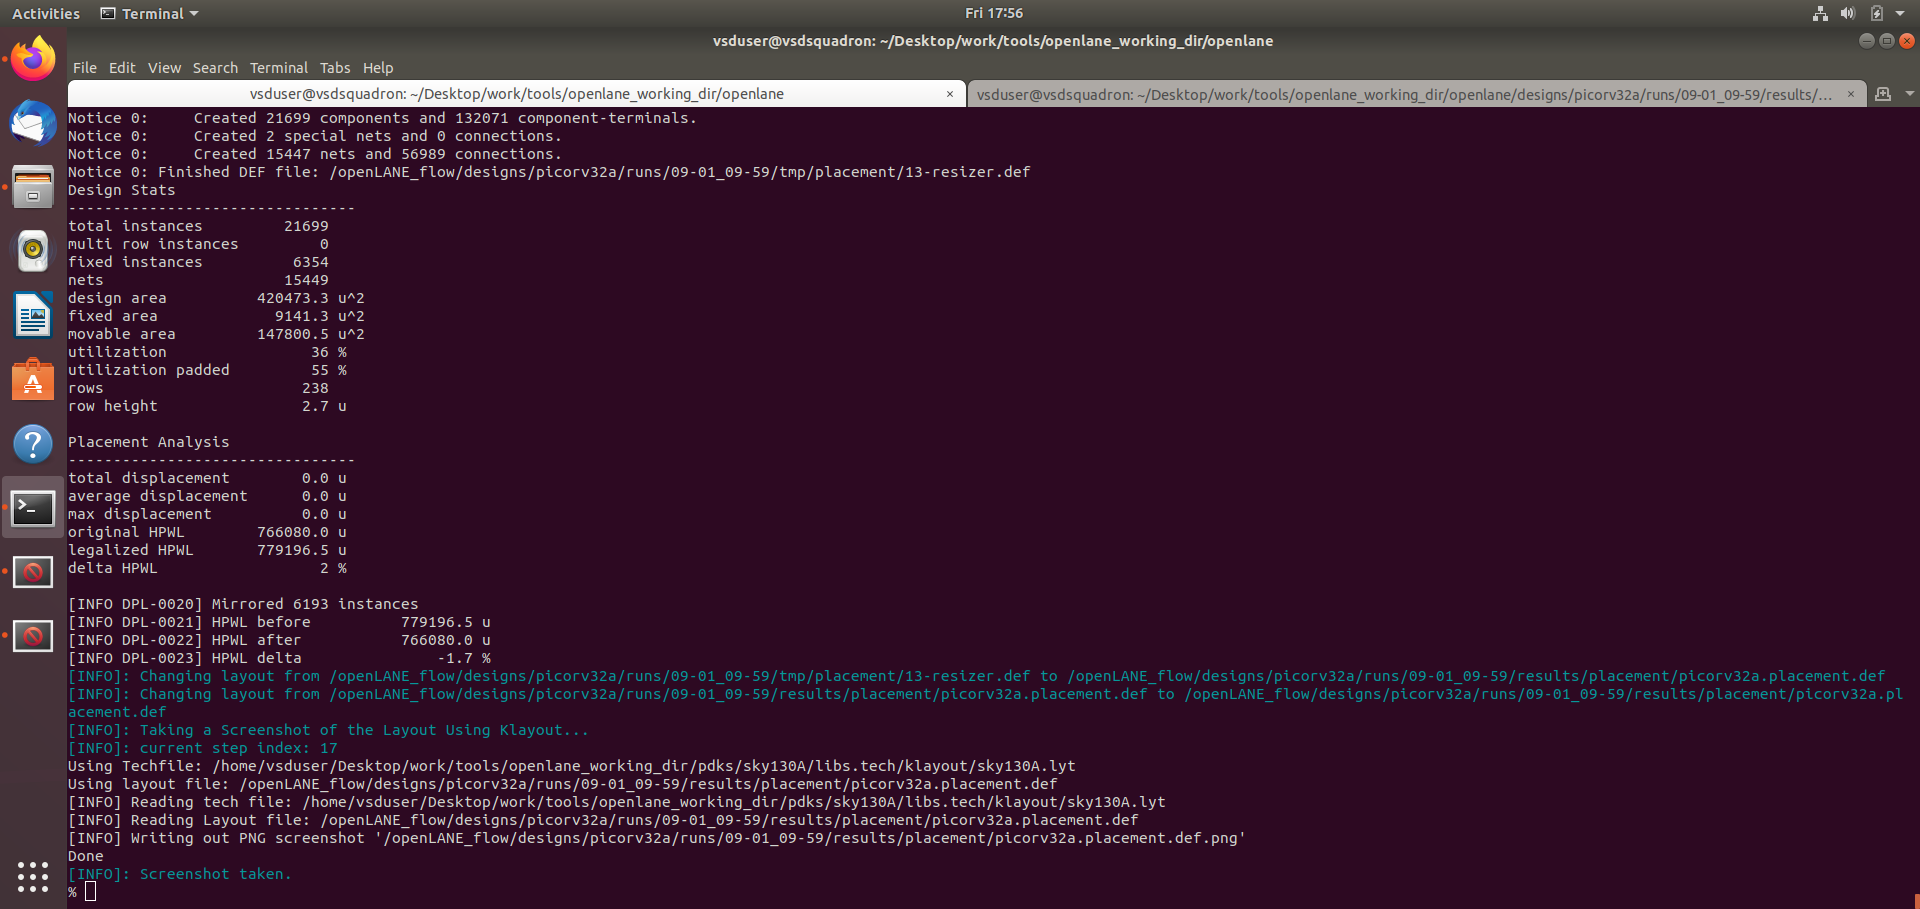 Activities
Terminal
Fri 17:56
vsduser@vsdsquadron: ~/Desktop/work/tools/openlane_working_dir/openlane
File Edit View Search Terminal Tabs Help
vsduser@vsdsquadron: ~/Desktop/work/tools/openlane_working_dir/openlane ×
vsduser@vsdsquadron: ~/Desktop/work/tools/openlane_working_dir/openlane/designs/picorv32a/runs/09-01_09-59/results/... ×
Notice 0:     Created 21699 components and 132071 component-terminals.
Notice 0:     Created 2 special nets and 0 connections.
Notice 0:     Created 15447 nets and 56989 connections.
Notice 0: Finished DEF file: /openLANE_flow/designs/picorv32a/runs/09-01_09-59/tmp/placement/13-resizer.def
Design Stats
--------------------------------
total instances         21699
multi row instances         0
fixed instances          6354
nets                    15449
design area          420473.3 u^2
fixed area             9141.3 u^2
movable area         147800.5 u^2
utilization                36 %
utilization padded         55 %
rows                      238
row height                2.7 u
Placement Analysis
--------------------------------
total displacement        0.0 u
average displacement      0.0 u
max displacement          0.0 u
original HPWL        766080.0 u
legalized HPWL       779196.5 u
delta HPWL                  2 %
[INFO DPL-0020] Mirrored 6193 instances
[INFO DPL-0021] HPWL before          779196.5 u
[INFO DPL-0022] HPWL after           766080.0 u
[INFO DPL-0023] HPWL delta               -1.7 %
[INFO]: Changing layout from /openLANE_flow/designs/picorv32a/runs/09-01_09-59/tmp/placement/13-resizer.def to /openLANE_flow/designs/picorv32a/runs/09-01_09-59/results/placement/picorv32a.placement.def
[INFO]: Changing layout from /openLANE_flow/designs/picorv32a/runs/09-01_09-59/results/placement/picorv32a.placement.def to /openLANE_flow/designs/picorv32a/runs/09-01_09-59/results/placement/picorv32a.pl
acement.def
[INFO]: Taking a Screenshot of the Layout Using Klayout...
[INFO]: current step index: 17
Using Techfile: /home/vsduser/Desktop/work/tools/openlane_working_dir/pdks/sky130A/libs.tech/klayout/sky130A.lyt
Using layout file: /openLANE_flow/designs/picorv32a/runs/09-01_09-59/results/placement/picorv32a.placement.def
[INFO] Reading tech file: /home/vsduser/Desktop/work/tools/openlane_working_dir/pdks/sky130A/libs.tech/klayout/sky130A.lyt
[INFO] Reading Layout file: /openLANE_flow/designs/picorv32a/runs/09-01_09-59/results/placement/picorv32a.placement.def
[INFO] Writing out PNG screenshot '/openLANE_flow/designs/picorv32a/runs/09-01_09-59/results/placement/picorv32a.placement.def.png'
Done
[INFO]: Screenshot taken.
%